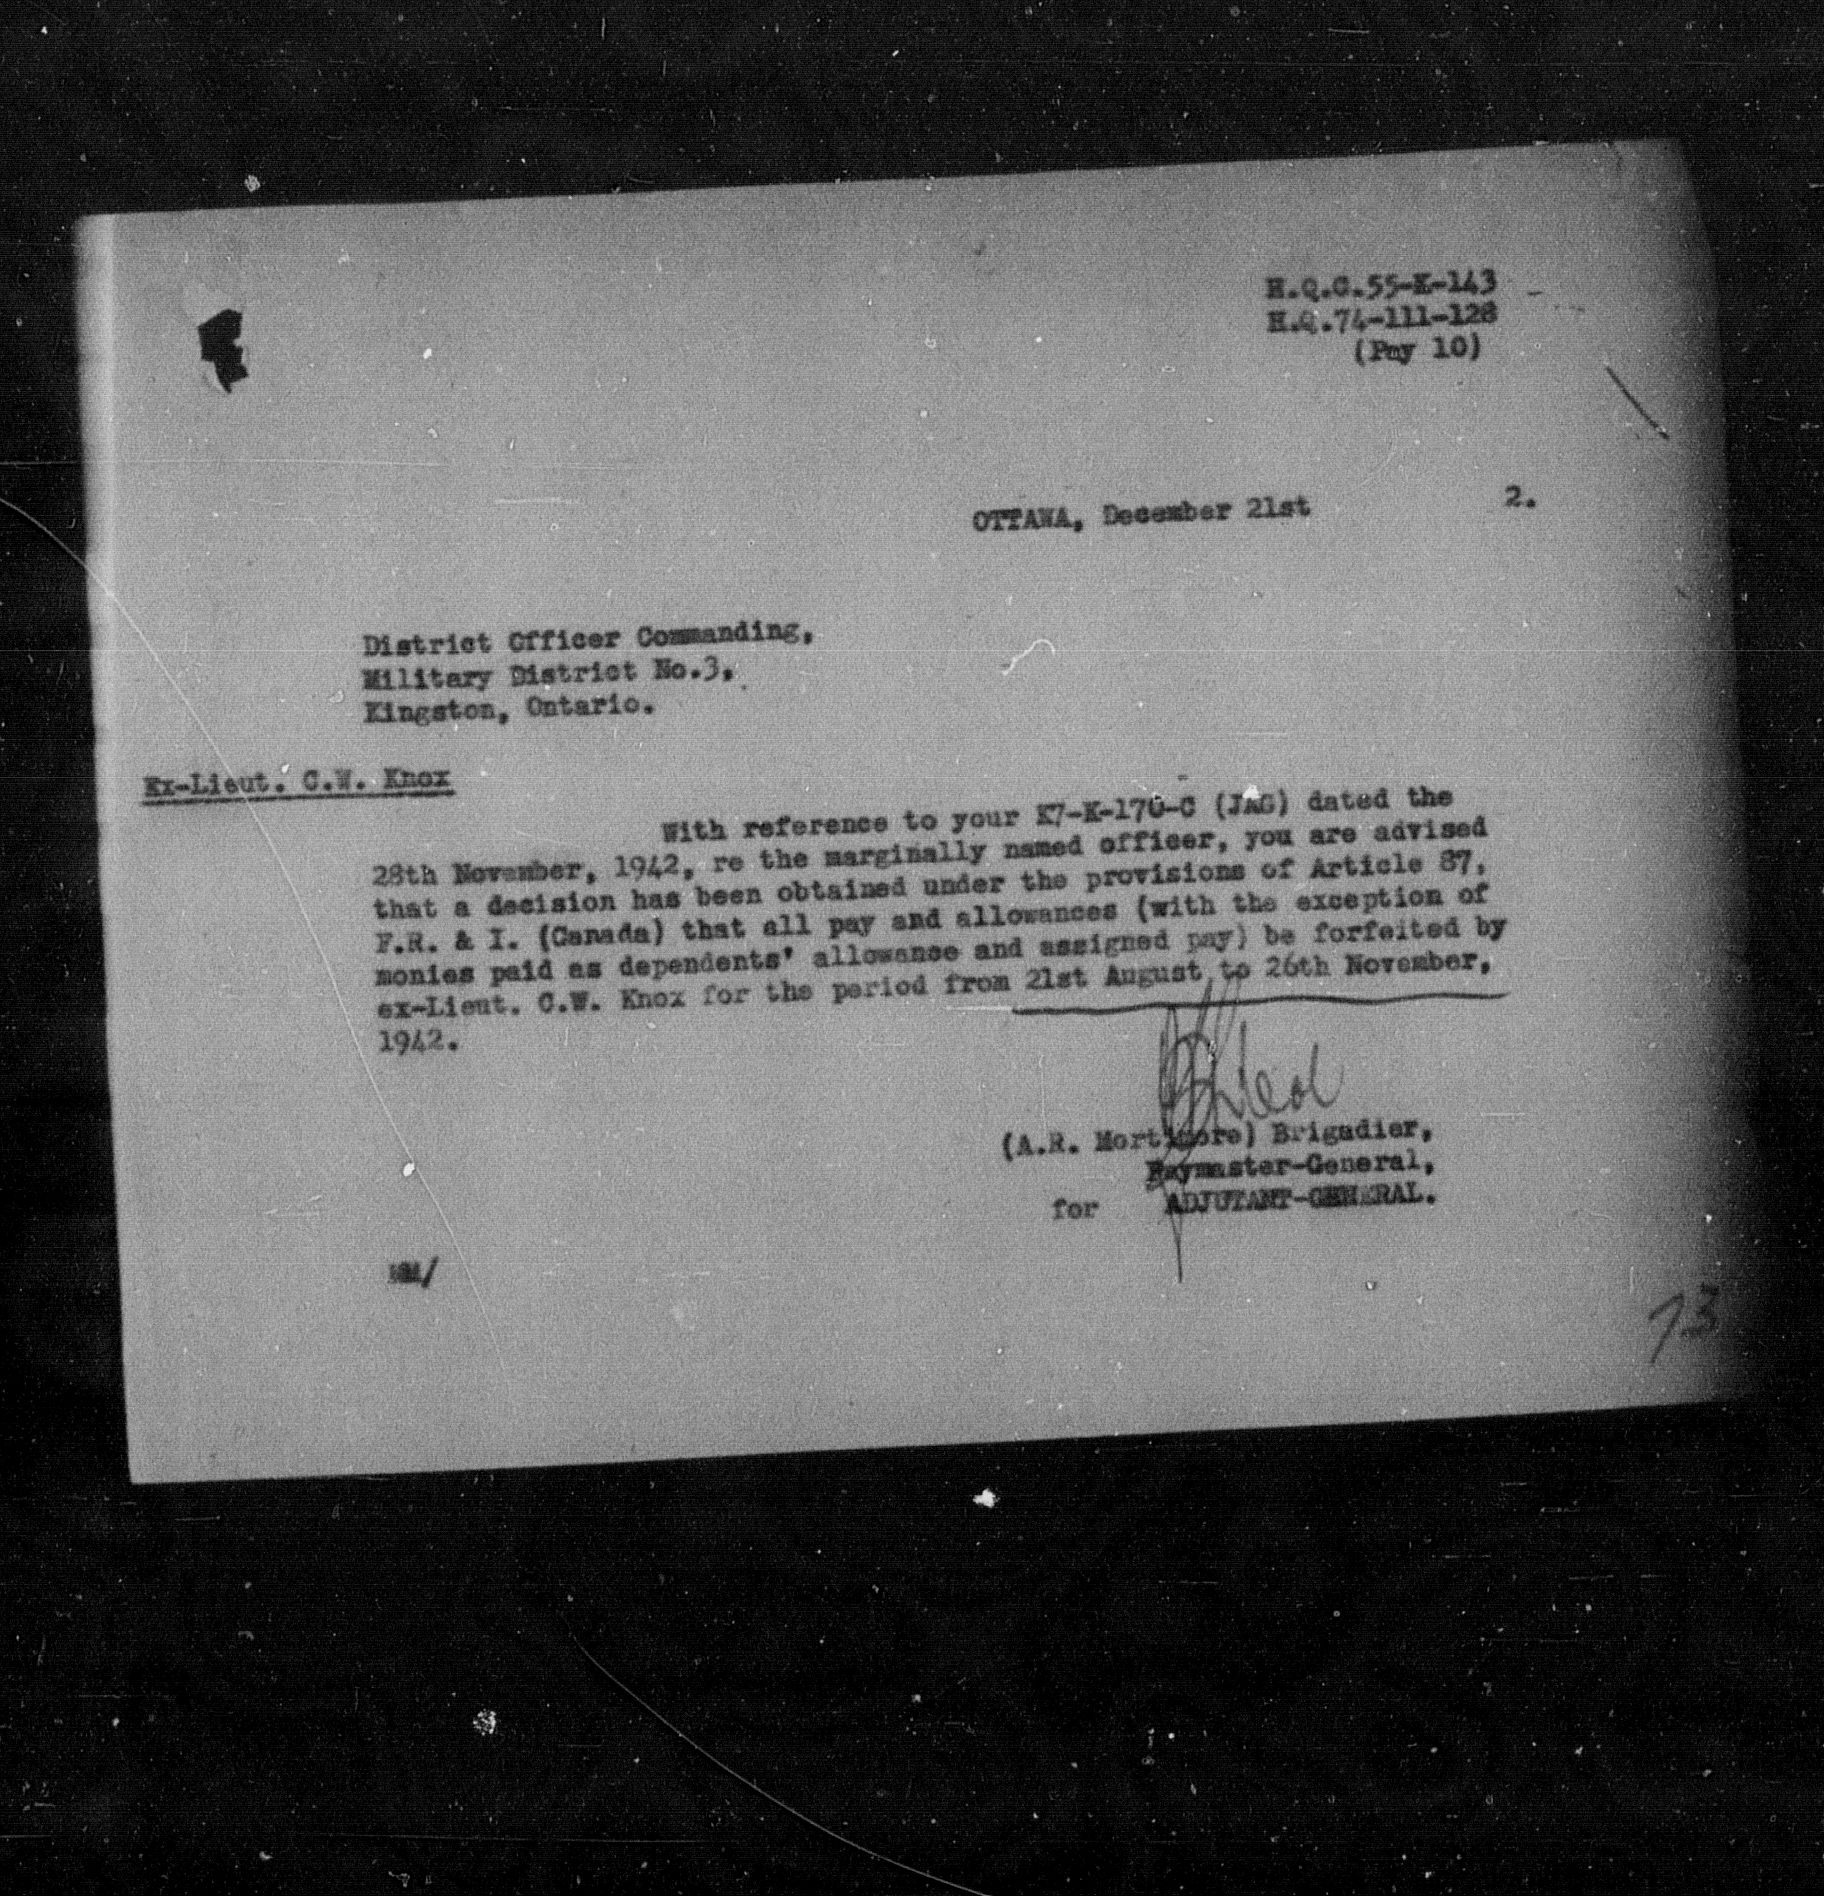 H.Q.C.55-K-143
H.Q.74-111-128
(Pay 10)
OTTAWA, December 21st 2.
District Officer Commanding,
Military District No.3,
Kingston, Ontario.
Ex-Lieut. C.W. Knox
With reference to your K7-K-170-C (JAG) dated the
28th November, 1942, re the marginally named officer, you are advised
that a decision has been obtained under the provisions of Article 87,
F.R. & I. (Canada) that all pay and allowances (with the exception of
monies paid as dependents' allowance and assigned pay) be forfeited by
ex-Lieut. C.W. Knox for the period from 21st August to 26th November,
1942.
(A.R. Mortimore) Brigadier,
Paymaster-General,
for ADJUTANT-GENERAL.
73